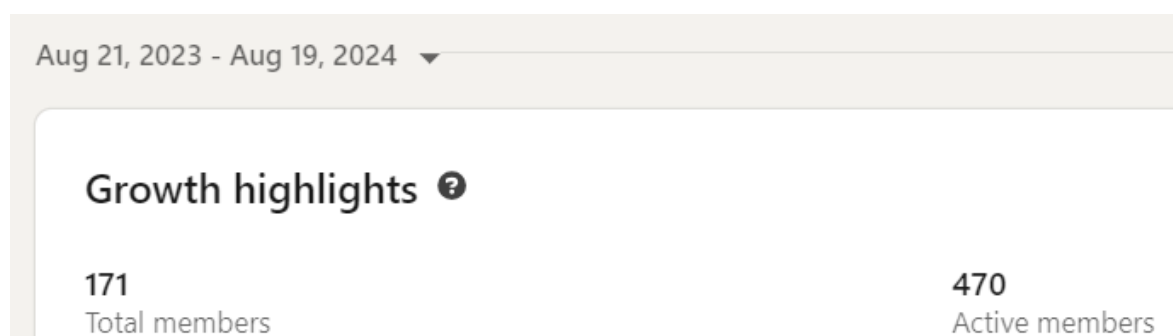 Aug 21, 2023 - Aug 19, 2024
Growth highlights ?
171
Total members
470
Active members